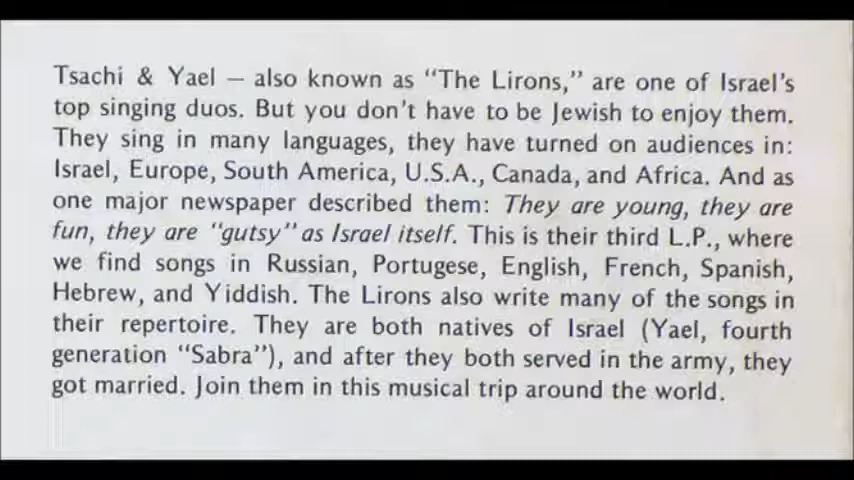 Tsachi & Yael – also known as “The Lirons,” are one of Israel’s
top singing duos. But you don’t have to be Jewish to enjoy them.
They sing in many languages, they have turned on audiences in:
Israel, Europe, South America, U.S.A., Canada, and Africa. And as
one major newspaper described them: They are young, they are
fun, they are “gutsy” as Israel itself. This is their third L.P., where
we find songs in Russian, Portugese, English, French, Spanish,
Hebrew, and Yiddish. The Lirons also write many of the songs in
their repertoire. They are both natives of Israel (Yael, fourth
generation “Sabra”), and after they both served in the army, they
got married. Join them in this musical trip around the world.